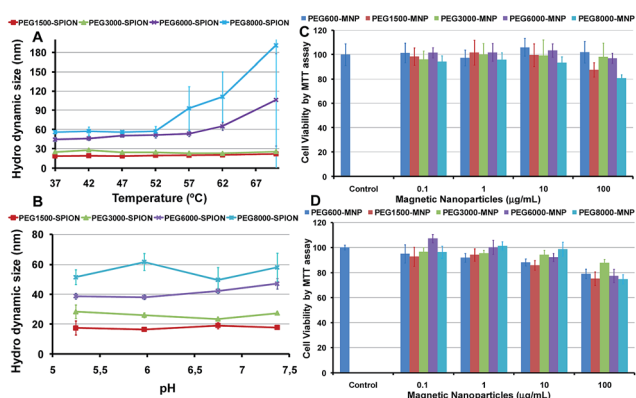 PEG1500-SPION PEG3000-SPION PEG6000-SPION PEG8000-SPION
A
Hydro dynamic size (nm)
180
150
120
90
60
30
0
37 42 47 52 57 62 67
Temperature (ºC)
PEG1500-SPION PEG3000-SPION PEG6000-SPION PEG8000-SPION
B
Hydro dynamic size (nm)
80
60
40
20
0
5 5,5 6 6,5 7 7,5
pH
PEG600-MNP PEG1500-MNP PEG3000-MNP PEG6000-MNP PEG8000-MNP
C
Cell Viability by MTT assay
120
100
80
60
40
20
0
Control 0.1 1 10 100
Magnetic Nanoparticles (µg/mL)
PEG600-MNP PEG1500-MNP PEG3000-MNP PEG6000-MNP PEG8000-MNP
D
Cell Viability by MTT assay
120
100
80
60
40
20
0
Control 0.1 1 10 100
Magnetic Nanoparticles (µg/mL)